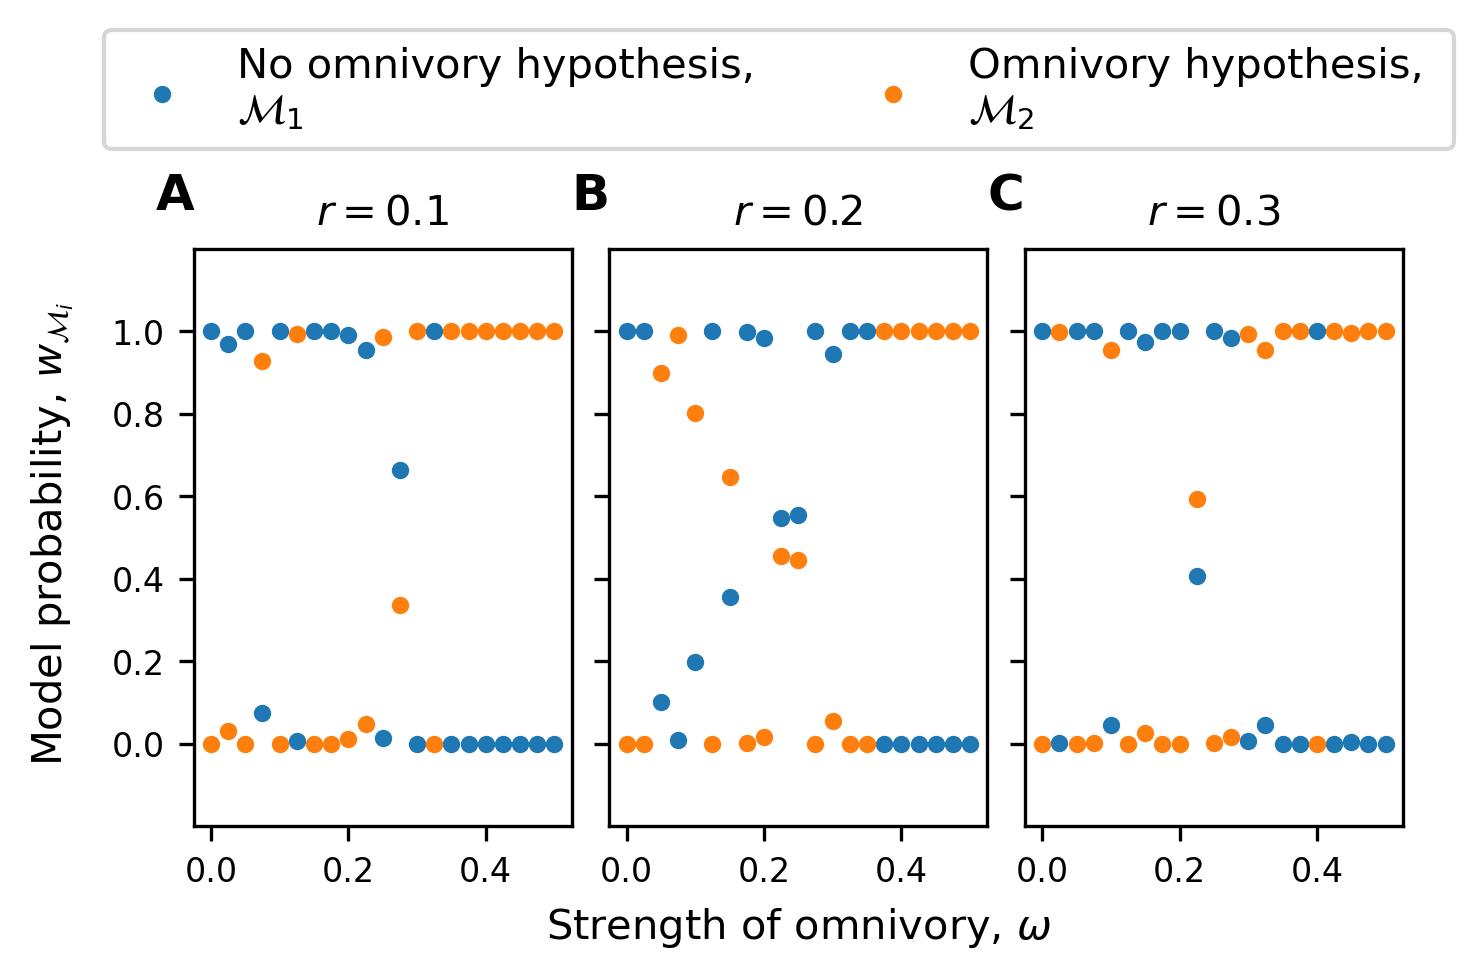 No omnivory hypothesis,
ℳ₁
Omnivory hypothesis,
ℳ₂
A
r = 0.1
B
r = 0.2
C
r = 0.3
Model probability, w_ℳᵢ
1.0
0.8
0.6
0.4
0.2
0.0
0.0 0.2 0.4
0.0 0.2 0.4
0.0 0.2 0.4
Strength of omnivory, ω